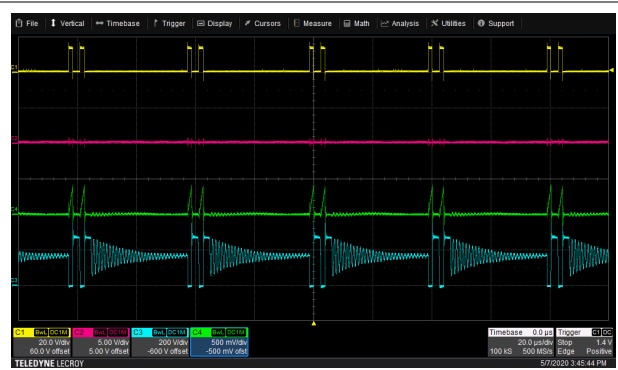 File Vertical Timebase Trigger Display Cursors Measure Math Analysis Utilities Support
C1
C2
C4
C3
C1 BwL DC1M C2 BwL DC1M C3 BwL DC1M C4 BwL DC1M Timebase 0.0 µs Trigger C1 DC
20.0 V/div 5.00 V/div 200 V/div 500 mV/div 20.0 µs/div Stop 1.4 V
60.0 V offset 5.00 V offset -600 V offset -500 mV ofst 100 kS 500 MS/s Edge Positive
TELEDYNE LECROY 5/7/2020 3:45:44 PM